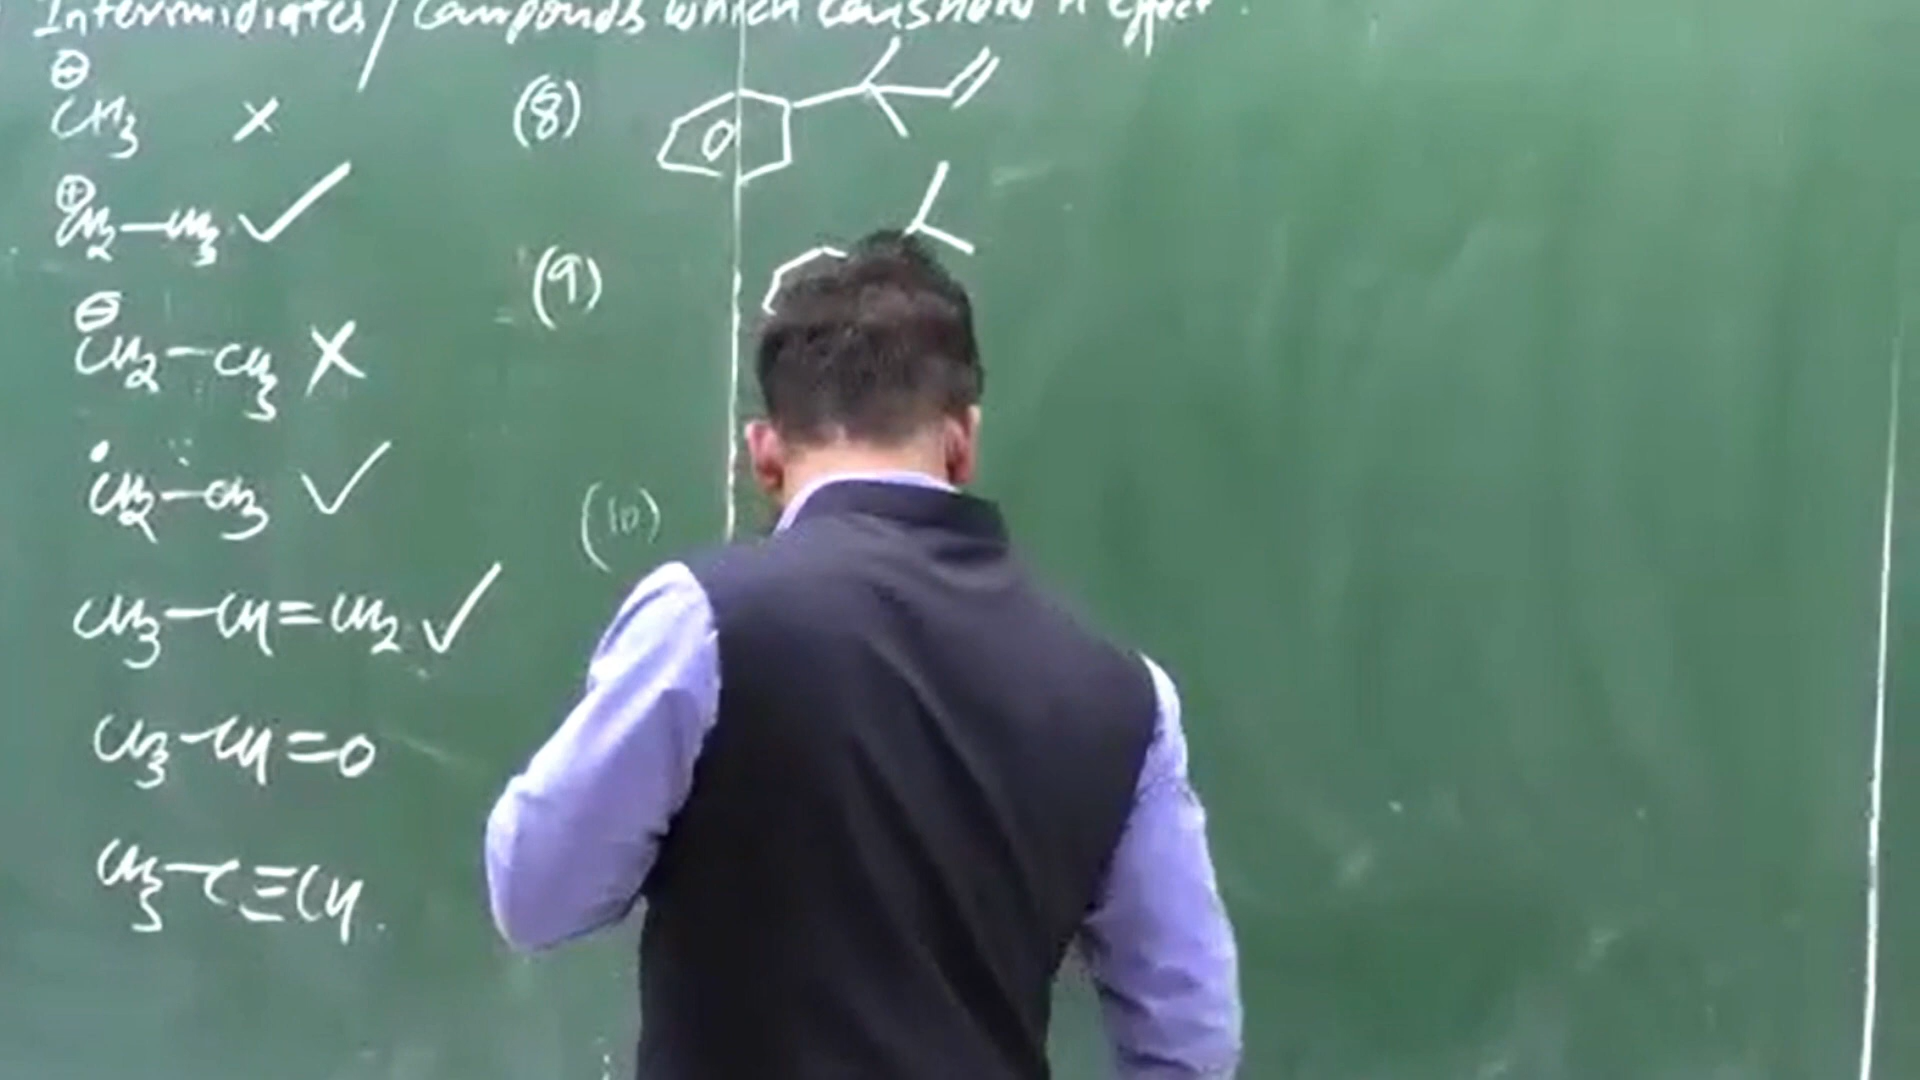 Intermidiates/Compounds which can show H effect.
⊖
CH3 ×
⊕
CH2—CH3 ✓
⊖
CH2—CH3 ×
•
CH2—CH3 ✓
CH3—CH=CH2 ✓
CH3—CH=O
CH3—C≡CH.
(8)
(9)
(10)